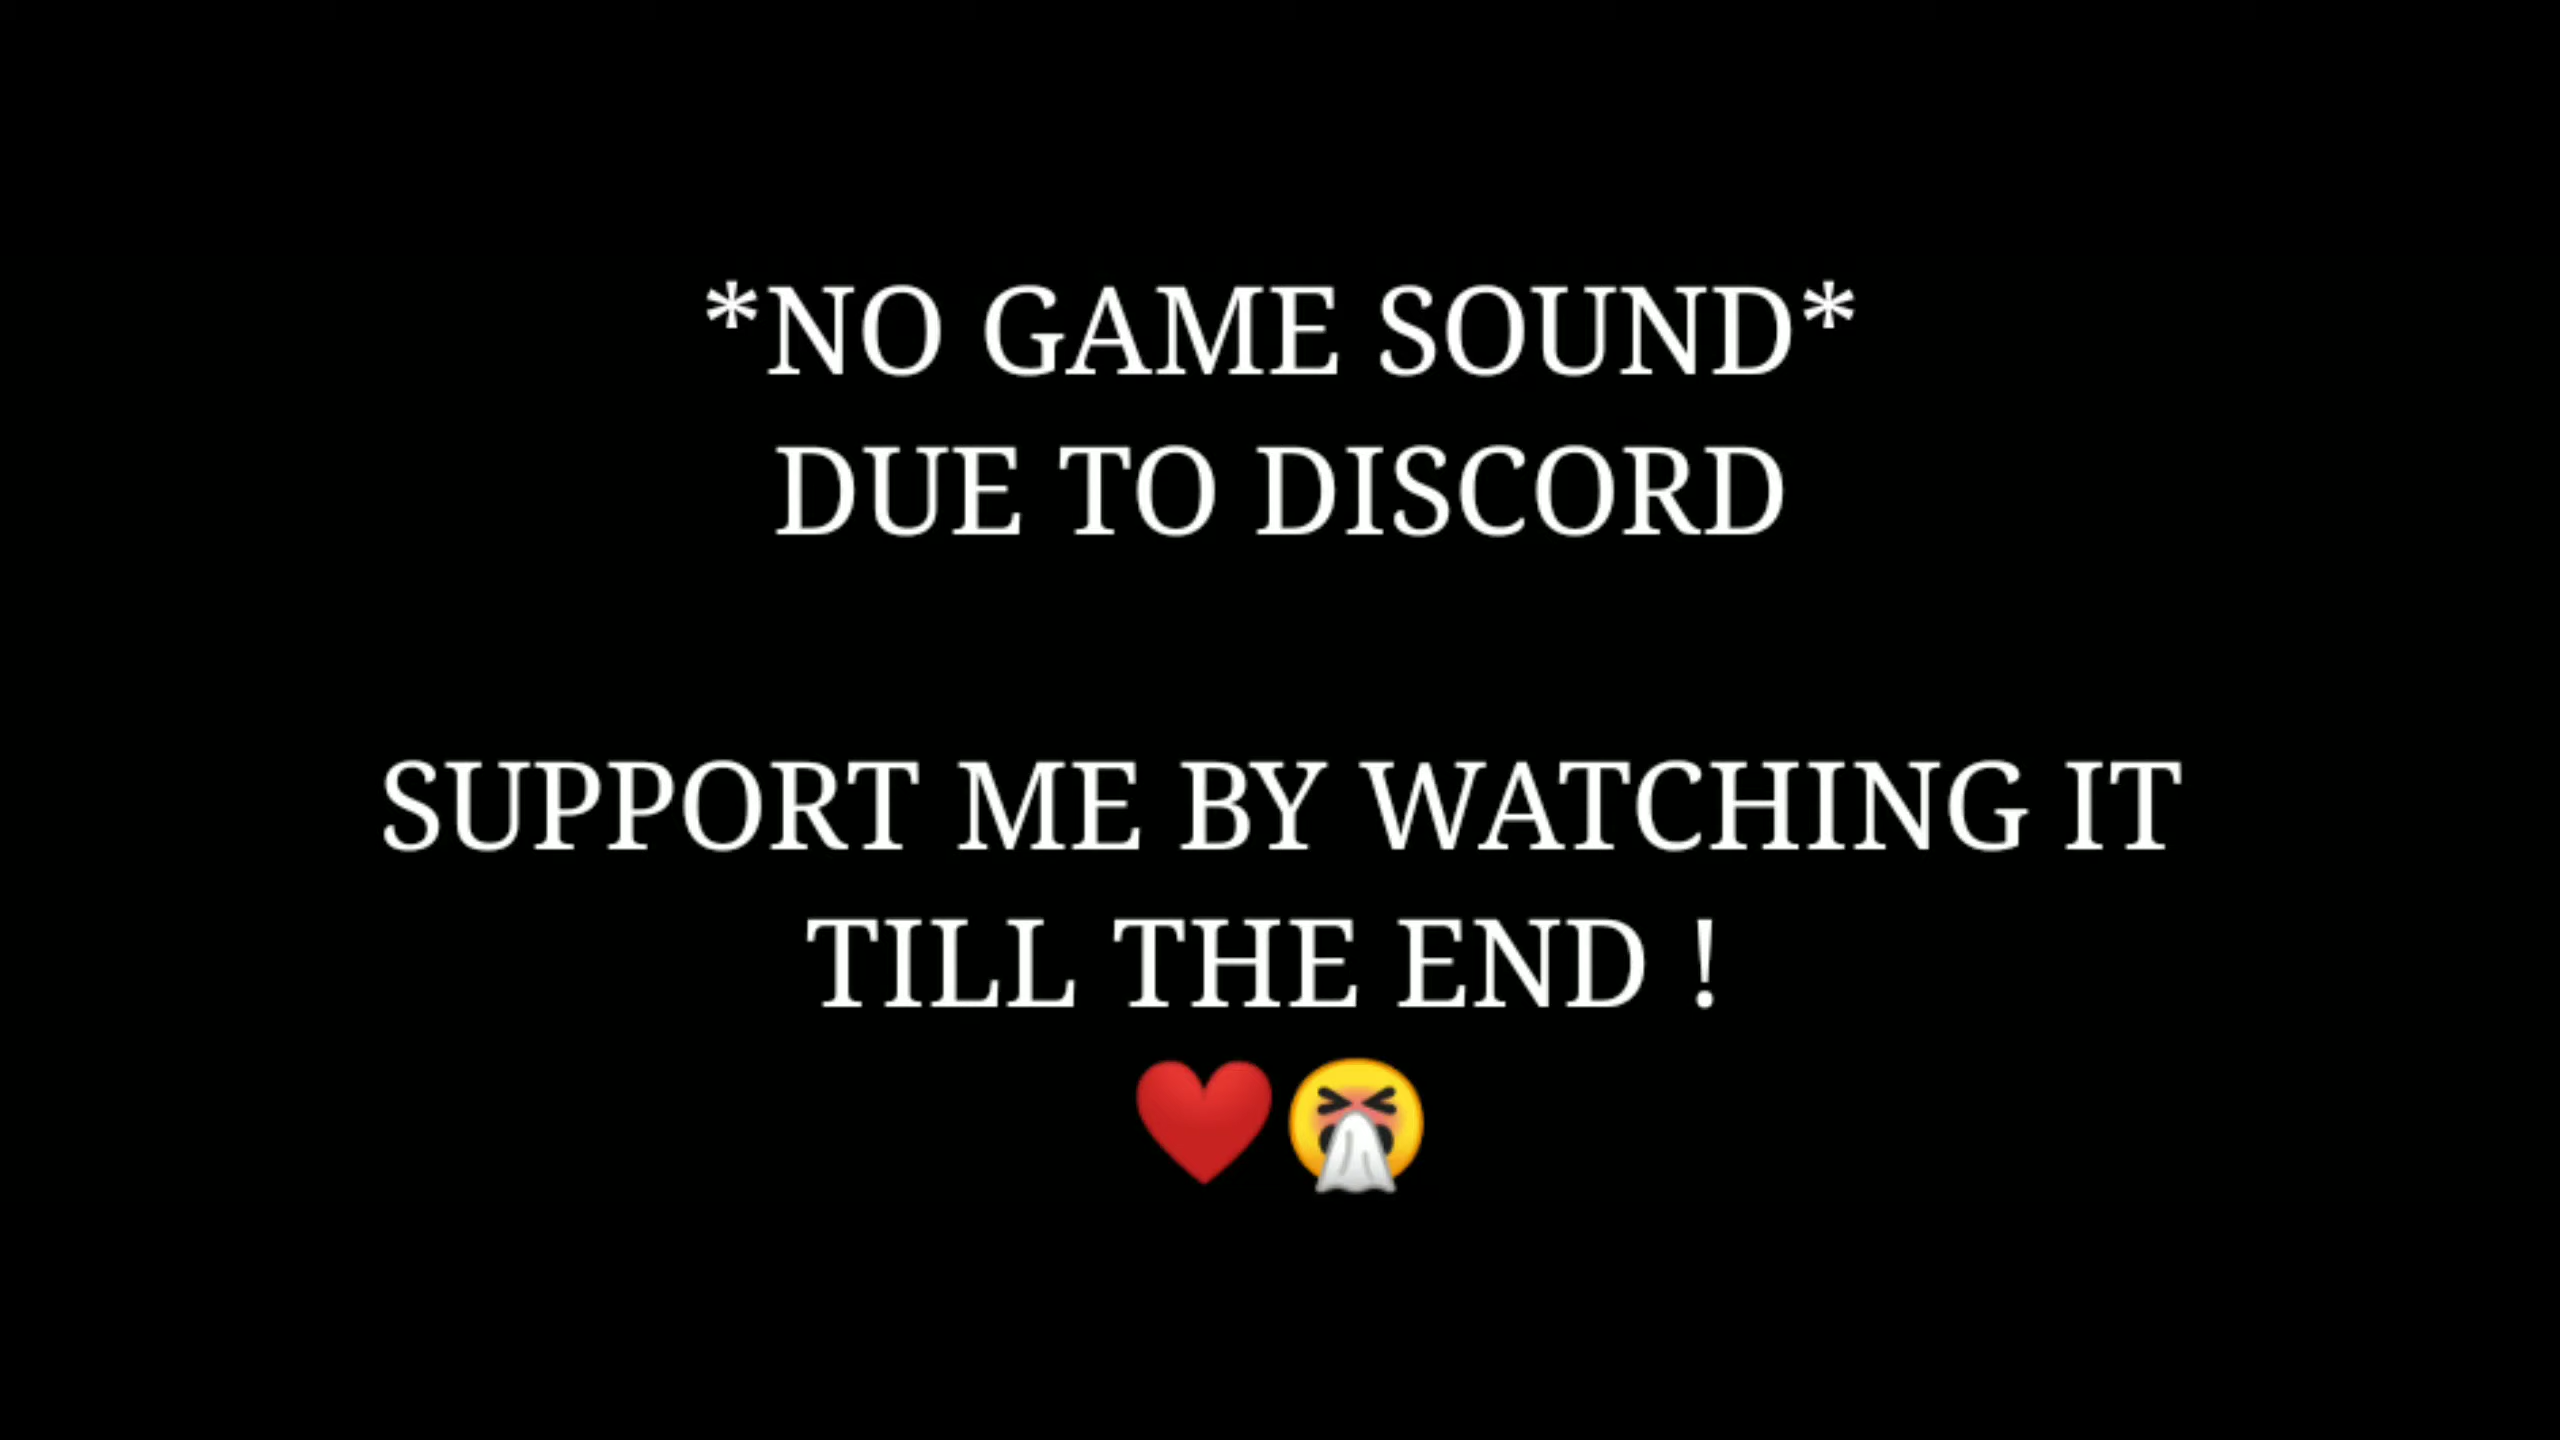 *NO GAME SOUND*
DUE TO DISCORD
SUPPORT ME BY WATCHING IT
TILL THE END !
❤️🤧